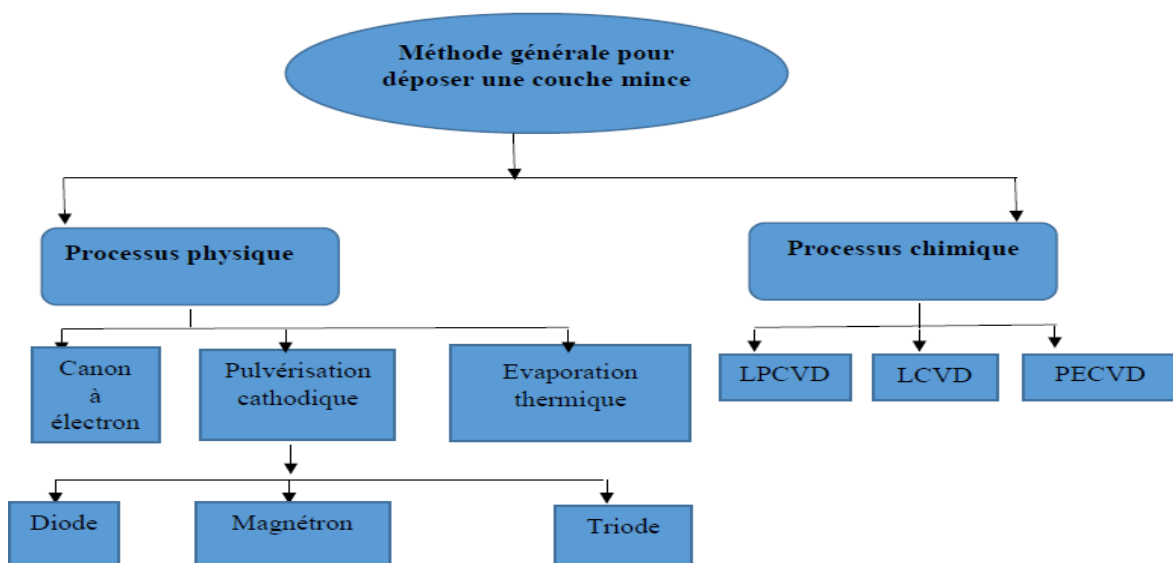 Méthode générale pour
déposer une couche mince
Processus physique
Processus chimique
Canon
à
électron
Pulvérisation
cathodique
Evaporation
thermique
LPCVD
LCVD
PECVD
Diode
Magnétron
Triode